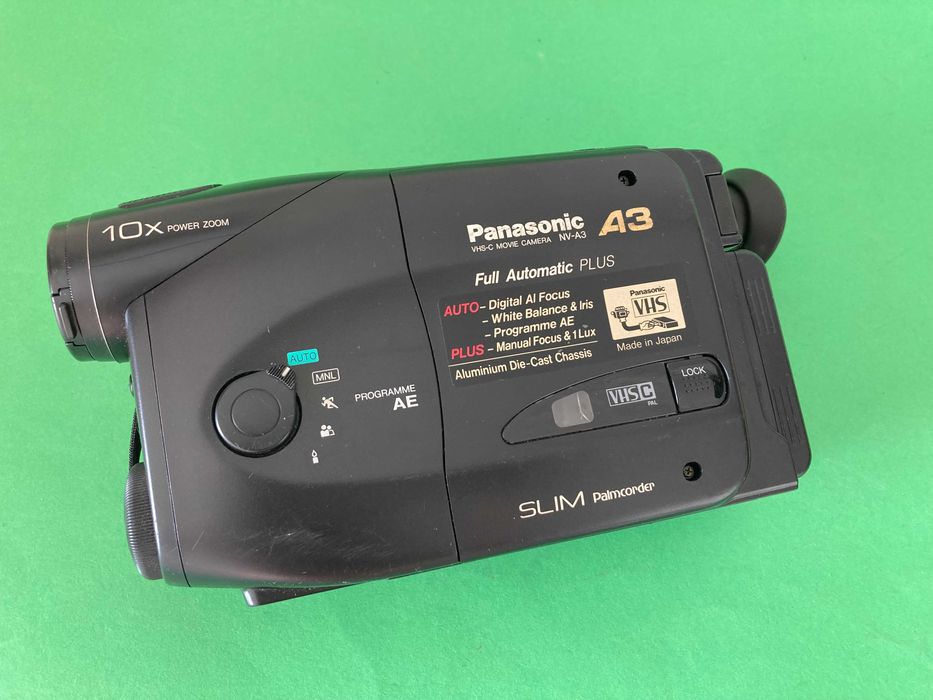 10x POWER ZOOM
Panasonic A3
VHS-C MOVIE CAMERA NV-A3
Full Automatic PLUS
AUTO – Digital AI Focus
– White Balance & Iris
– Programme AE
PLUS – Manual Focus & 1 Lux
Aluminium Die-Cast Chassis
Panasonic
VHS
Made in Japan
AUTO
MNL
PROGRAMME
AE
VHS C
PAL
LOCK
SLIM Palmcorder